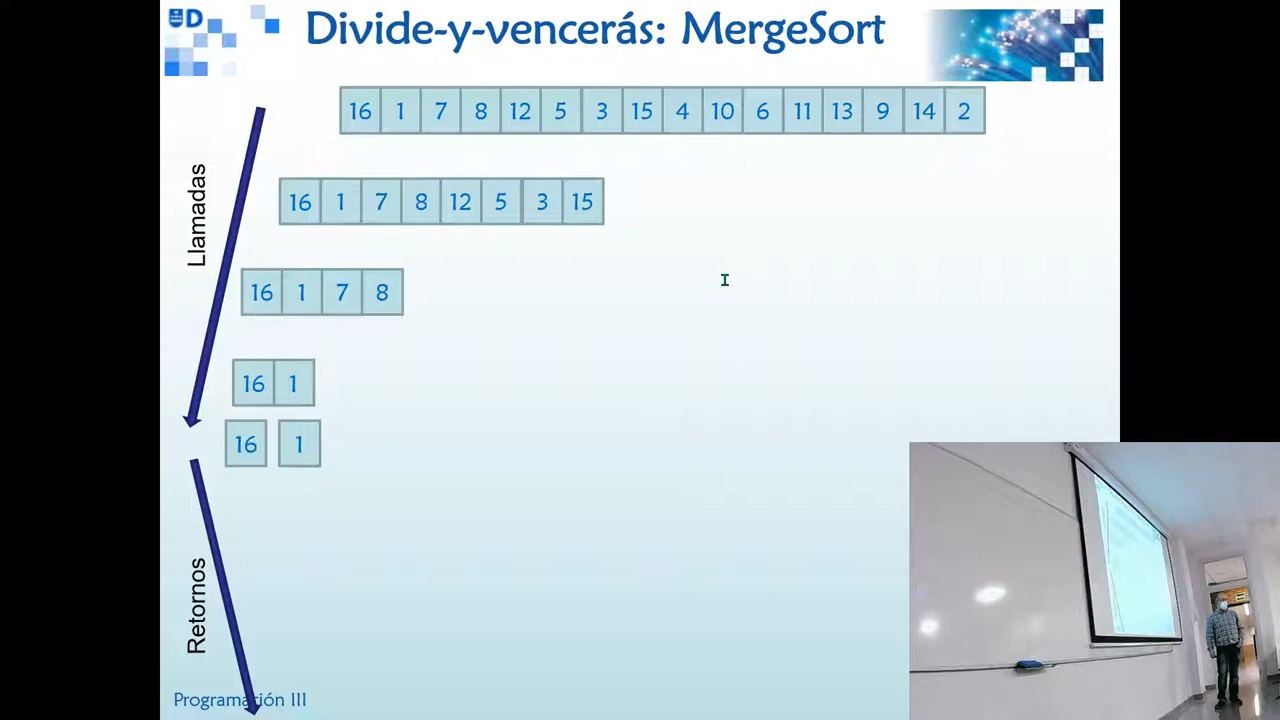 UD
Divide-y-vencerás: MergeSort
16 1 7 8 12 5 3 15 4 10 6 11 13 9 14 2
Llamadas
16 1 7 8 12 5 3 15
16 1 7 8
16 1
16 1
Retornos
Programación III